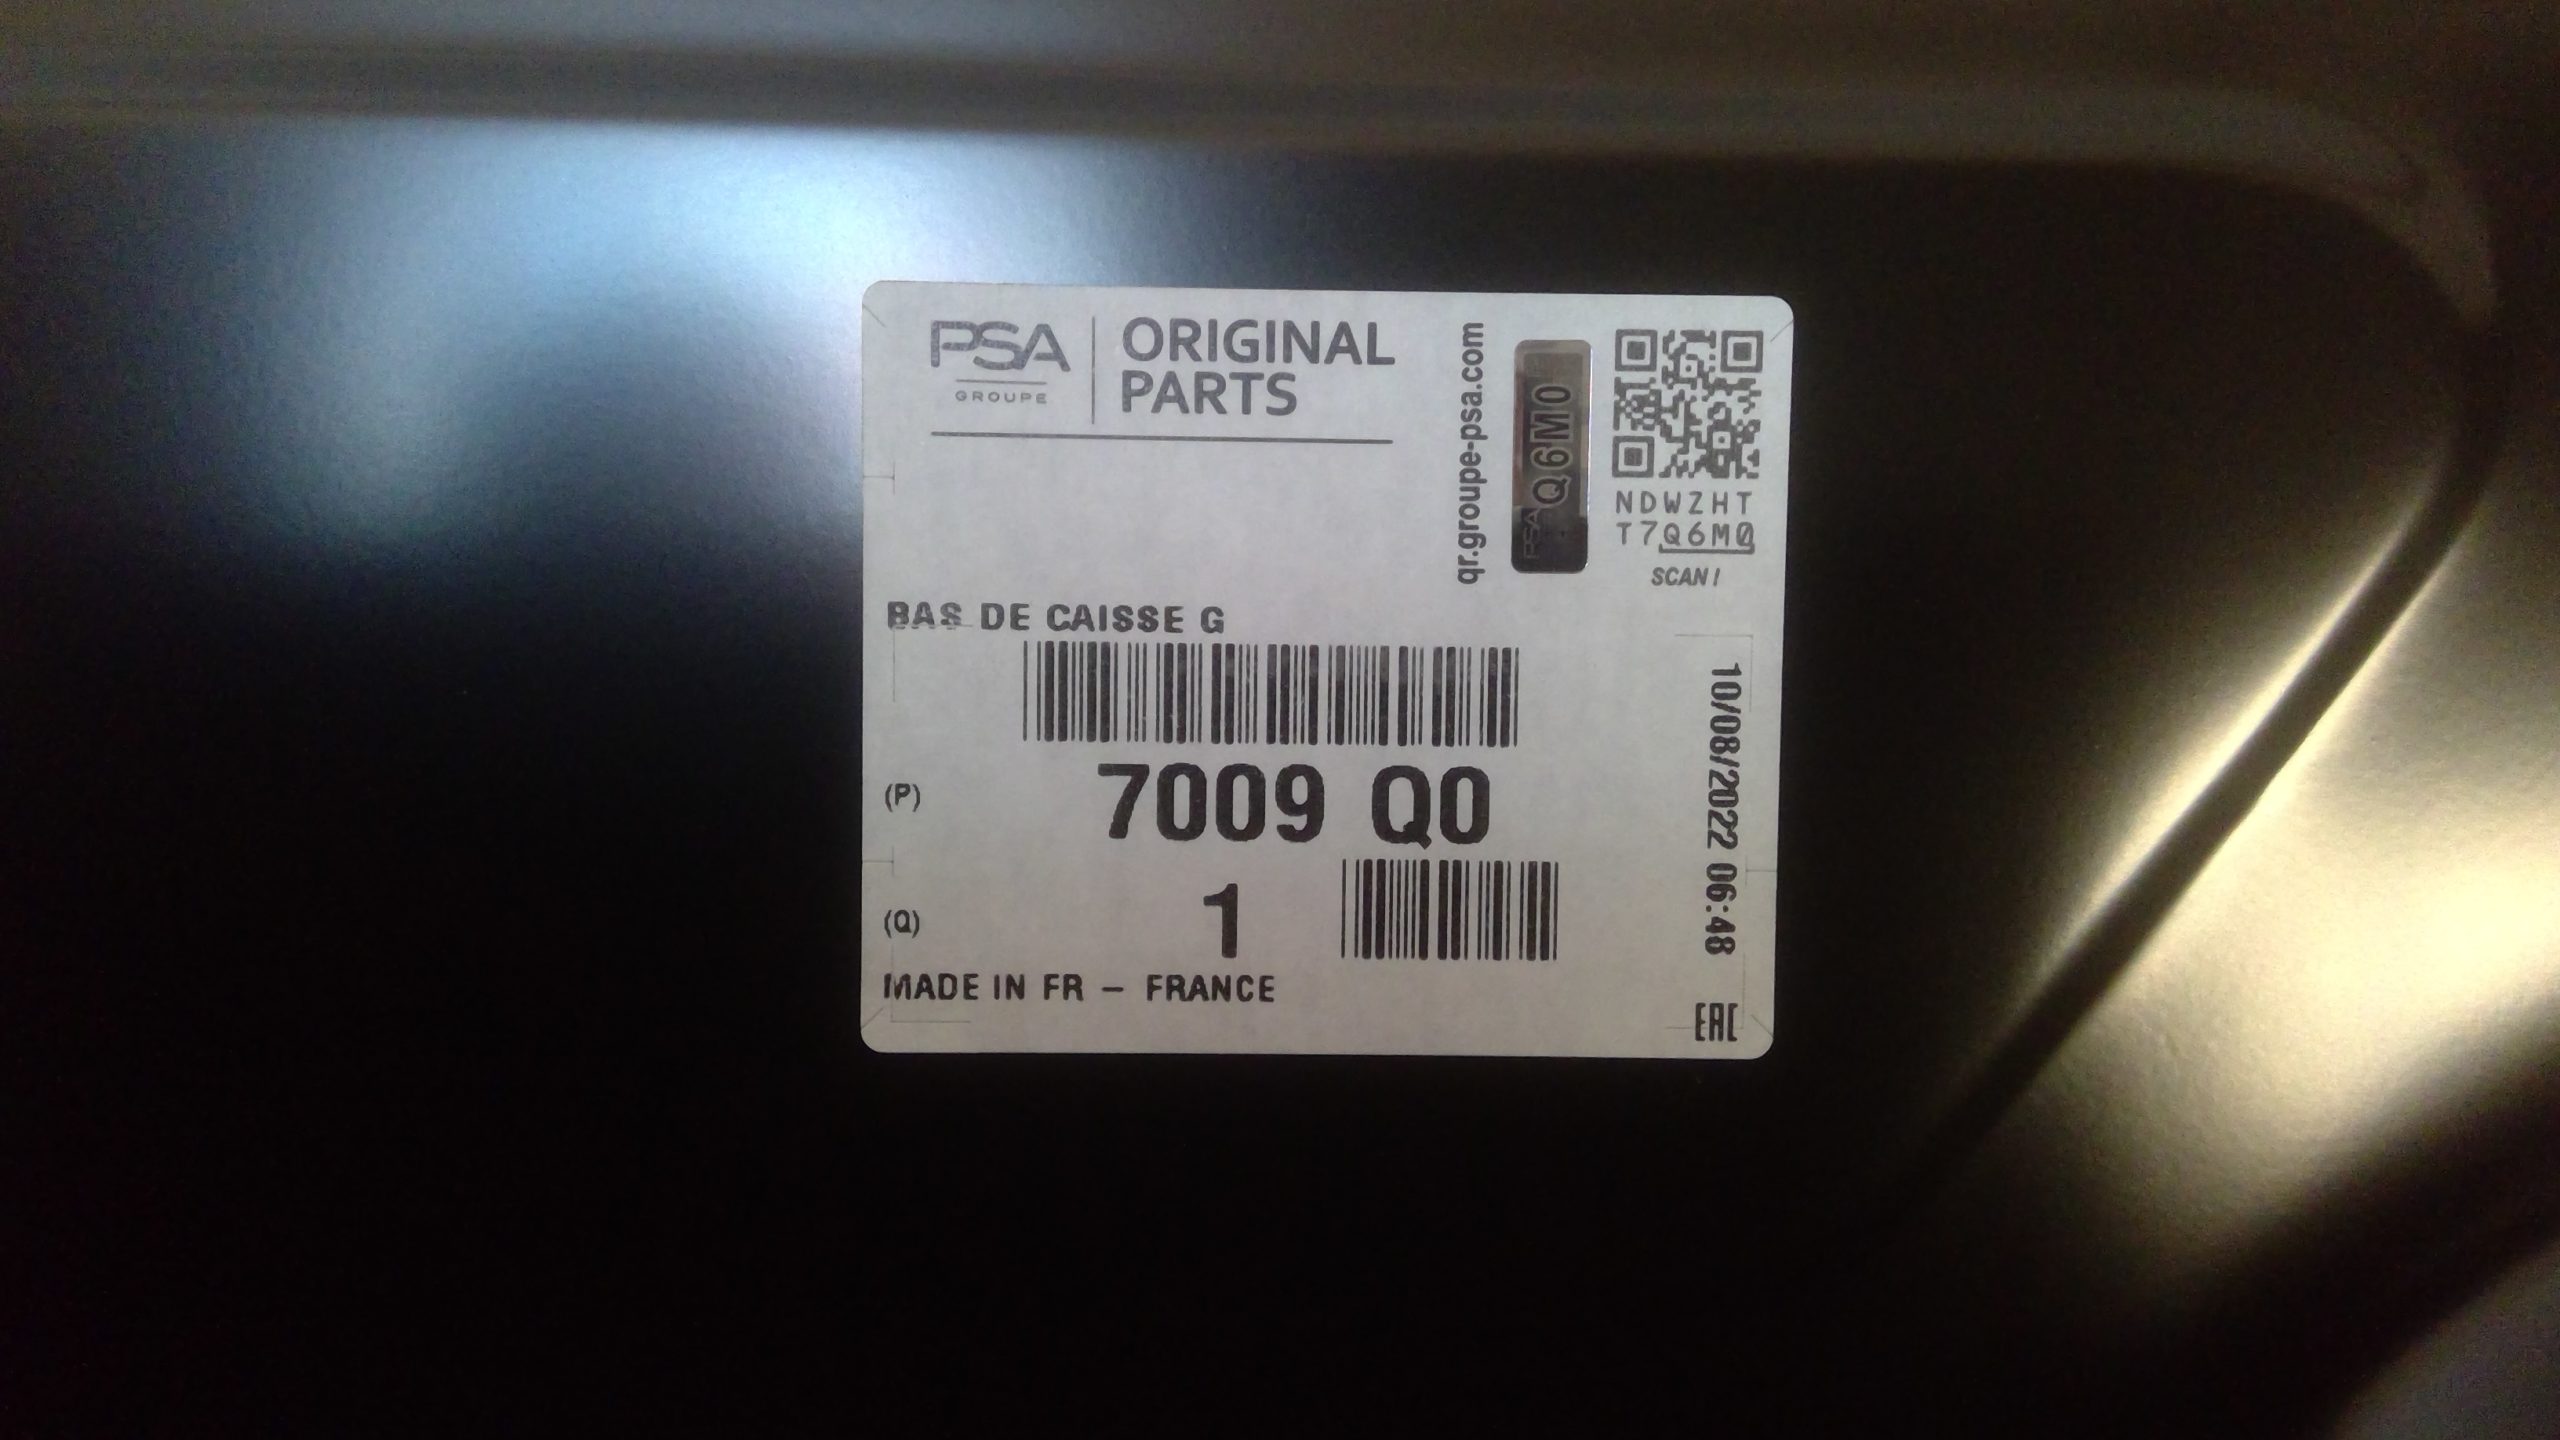 PSA
GROUPE
ORIGINAL
PARTS
qr.groupe-psa.com
PSA
Q6M0
NDWZHT
T7Q6M0
SCAN!
BAS DE CAISSE G
(P) 7009 Q0
(Q) 1
10/08/2022 06:48
MADE IN FR – FRANCE
EAC